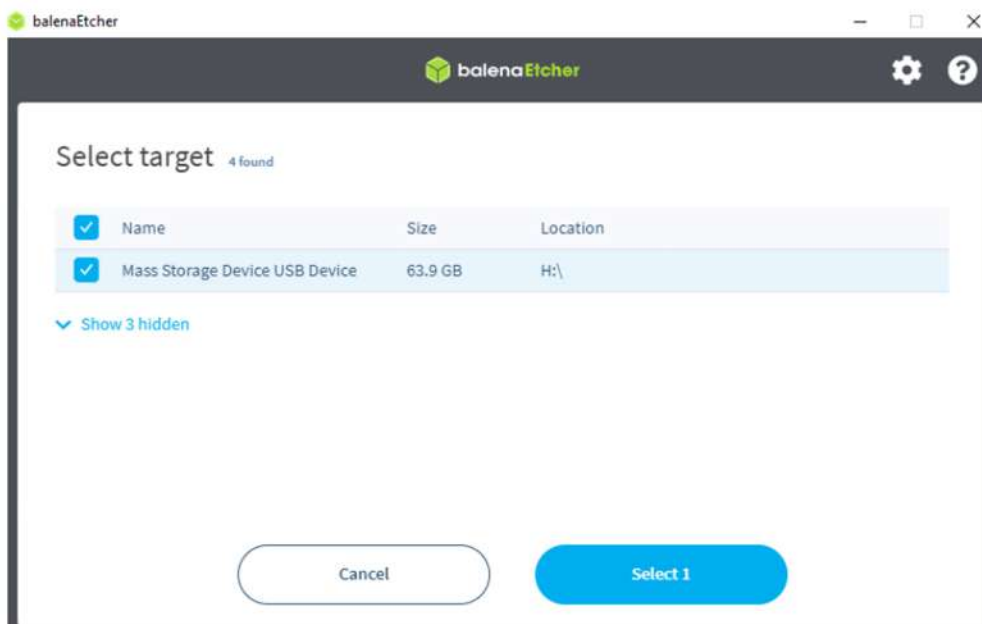 balenaEtcher
balenaEtcher
Select target 4 found
Name Size Location
Mass Storage Device USB Device 63.9 GB H:\
Show 3 hidden
Cancel Select 1